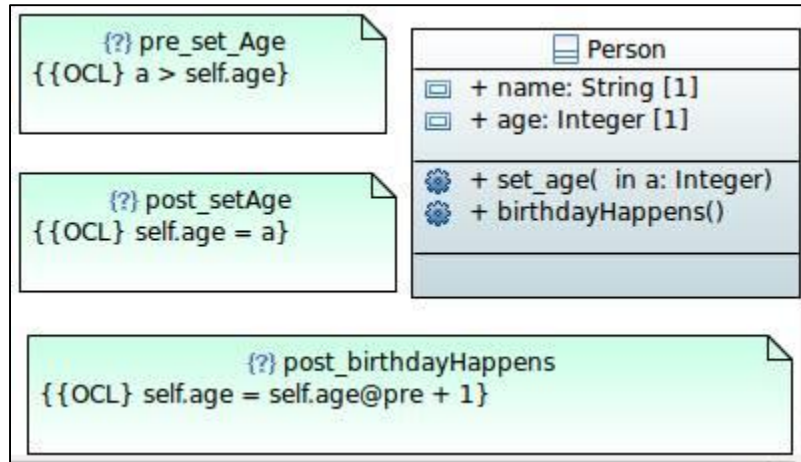 {?} pre_set_Age
{{OCL} a > self.age}
{?} post_setAge
{{OCL} self.age = a}
Person
+ name: String [1]
+ age: Integer [1]
+ set_age(  in a: Integer)
+ birthdayHappens()
{?} post_birthdayHappens
{{OCL} self.age = self.age@pre + 1}